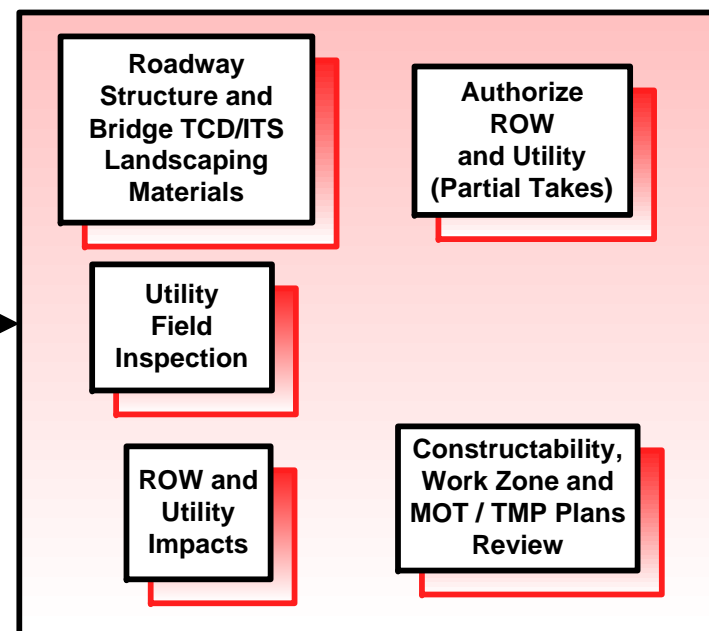 Roadway
Structure and
Bridge TCD/ITS
Landscaping
Materials
Authorize
ROW
and Utility
(Partial Takes)
Utility
Field
Inspection
ROW and
Utility
Impacts
Constructability,
Work Zone and
MOT / TMP Plans
Review